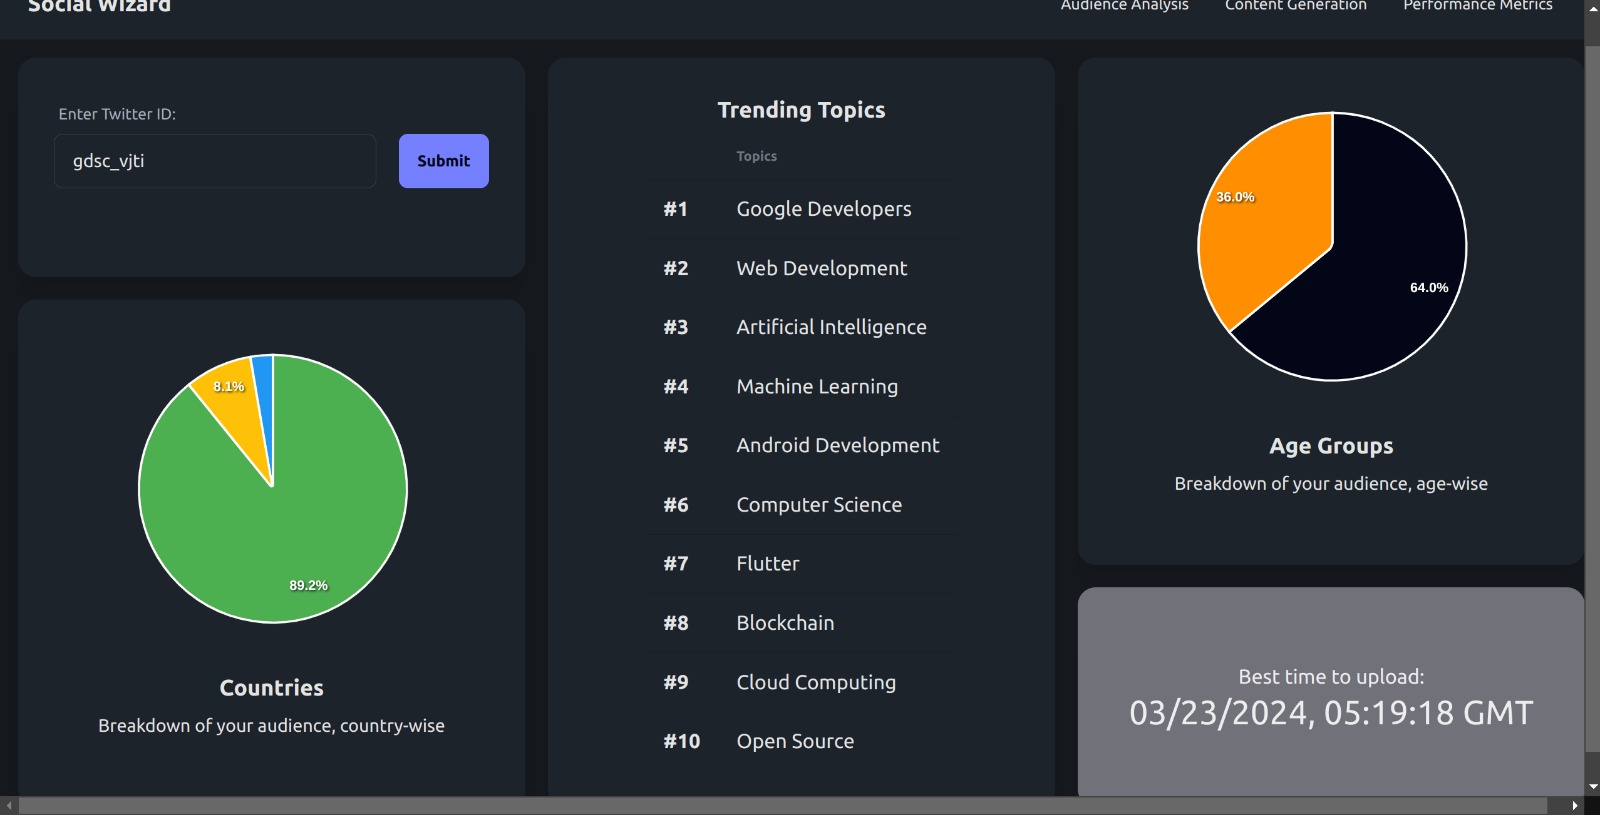 Social Wizard
Audience Analysis
Content Generation
Performance Metrics
Enter Twitter ID:
gdsc_vjti
Submit
8.1%
89.2%
Countries
Breakdown of your audience, country-wise
Trending Topics
Topics
#1 Google Developers
#2 Web Development
#3 Artificial Intelligence
#4 Machine Learning
#5 Android Development
#6 Computer Science
#7 Flutter
#8 Blockchain
#9 Cloud Computing
#10 Open Source
36.0%
64.0%
Age Groups
Breakdown of your audience, age-wise
Best time to upload:
03/23/2024, 05:19:18 GMT